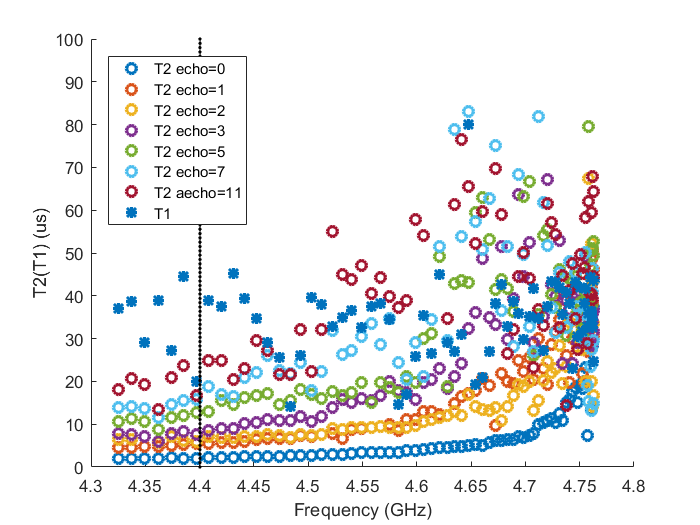 100
90
80
70
60
50
40
30
20
10
0
T2(T1) (us)
T2 echo=0
T2 echo=1
T2 echo=2
T2 echo=3
T2 echo=5
T2 echo=7
T2 aecho=11
T1
4.3 4.35 4.4 4.45 4.5 4.55 4.6 4.65 4.7 4.75 4.8
Frequency (GHz)